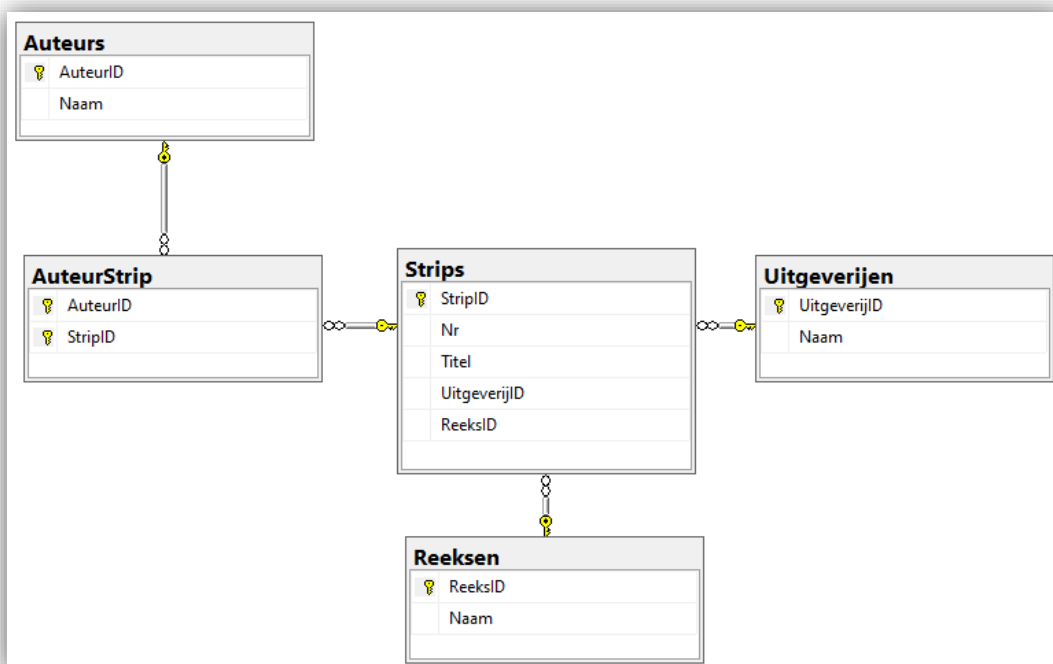 Auteurs
AuteurID
Naam
AuteurStrip
AuteurID
StripID
Strips
StripID
Nr
Titel
UitgeverijID
ReeksID
Uitgeverijen
UitgeverijID
Naam
Reeksen
ReeksID
Naam